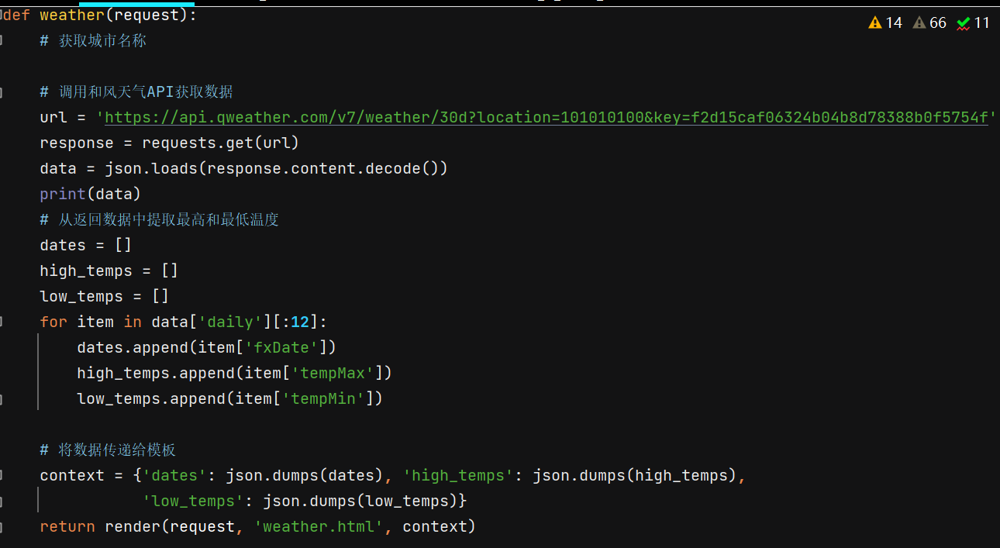 def weather(request):
14 66 11
# 获取城市名称
# 调用和风天气API获取数据
url = 'https://api.qweather.com/v7/weather/30d?location=101010100&key=f2d15caf06324b04b8d78388b0f5754f'
response = requests.get(url)
data = json.loads(response.content.decode())
print(data)
# 从返回数据中提取最高和最低温度
dates = []
high_temps = []
low_temps = []
for item in data['daily'][:12]:
    dates.append(item['fxDate'])
    high_temps.append(item['tempMax'])
    low_temps.append(item['tempMin'])
# 将数据传递给模板
context = {'dates': json.dumps(dates), 'high_temps': json.dumps(high_temps),
           'low_temps': json.dumps(low_temps)}
return render(request, 'weather.html', context)